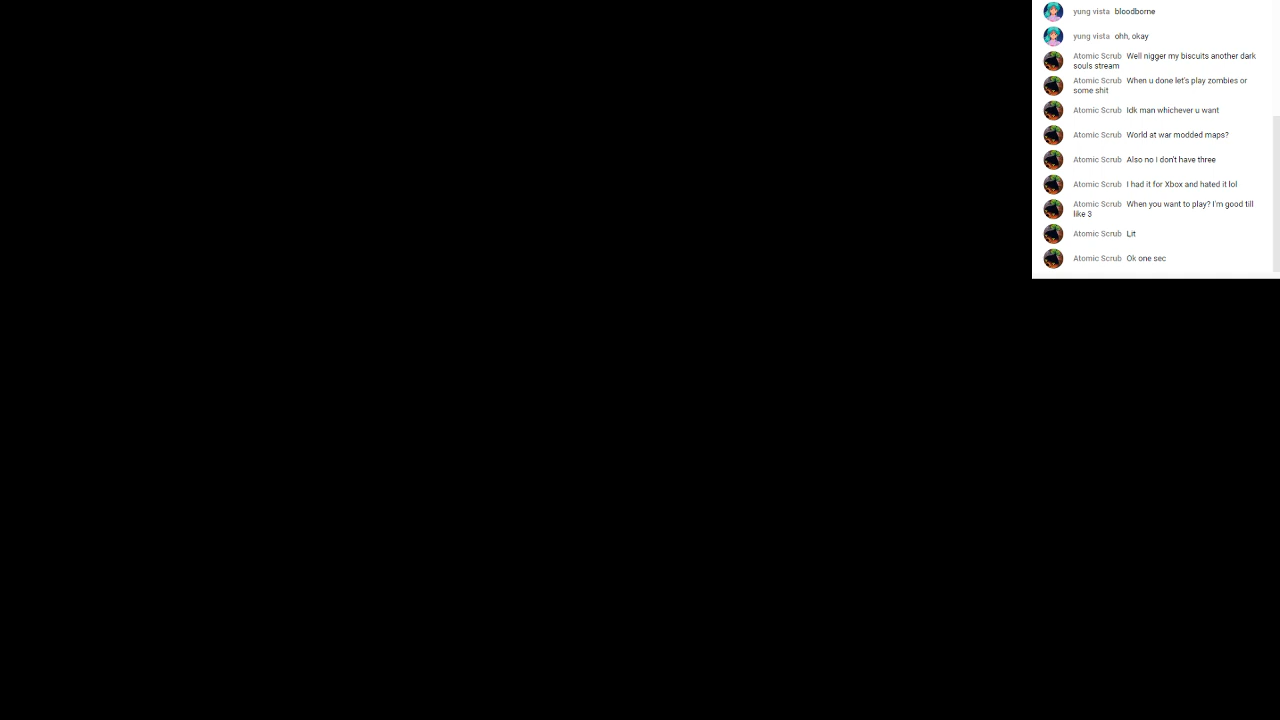 yung vista bloodborne
yung vista ohh, okay
Atomic Scrub Well nigger my biscuits another dark
souls stream
Atomic Scrub When u done let's play zombies or
some shit
Atomic Scrub Idk man whichever u want
Atomic Scrub World at war modded maps?
Atomic Scrub Also no I don't have three
Atomic Scrub I had it for Xbox and hated it lol
Atomic Scrub When you want to play? I'm good till
like 3
Atomic Scrub Lit
Atomic Scrub Ok one sec